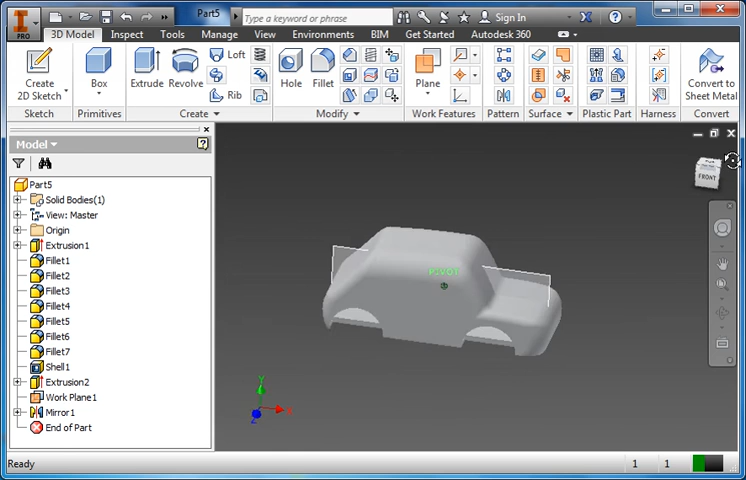 Part5
Type a keyword or phrase
Sign In
PRO
3D Model Inspect Tools Manage View Environments BIM Get Started Autodesk 360
Create
2D Sketch
Box
Extrude
Revolve
Loft
Rib
Hole
Fillet
Plane
Convert to
Sheet Metal
Sketch Primitives Create Modify Work Features Pattern Surface Plastic Part Harness Convert
Model
Part5
Solid Bodies(1)
View: Master
Origin
Extrusion1
Fillet1
Fillet2
Fillet3
Fillet4
Fillet5
Fillet6
Fillet7
Shell1
Extrusion2
Work Plane1
Mirror1
End of Part
FRONT
PIVOT
Y
X
Z
Ready
1 1